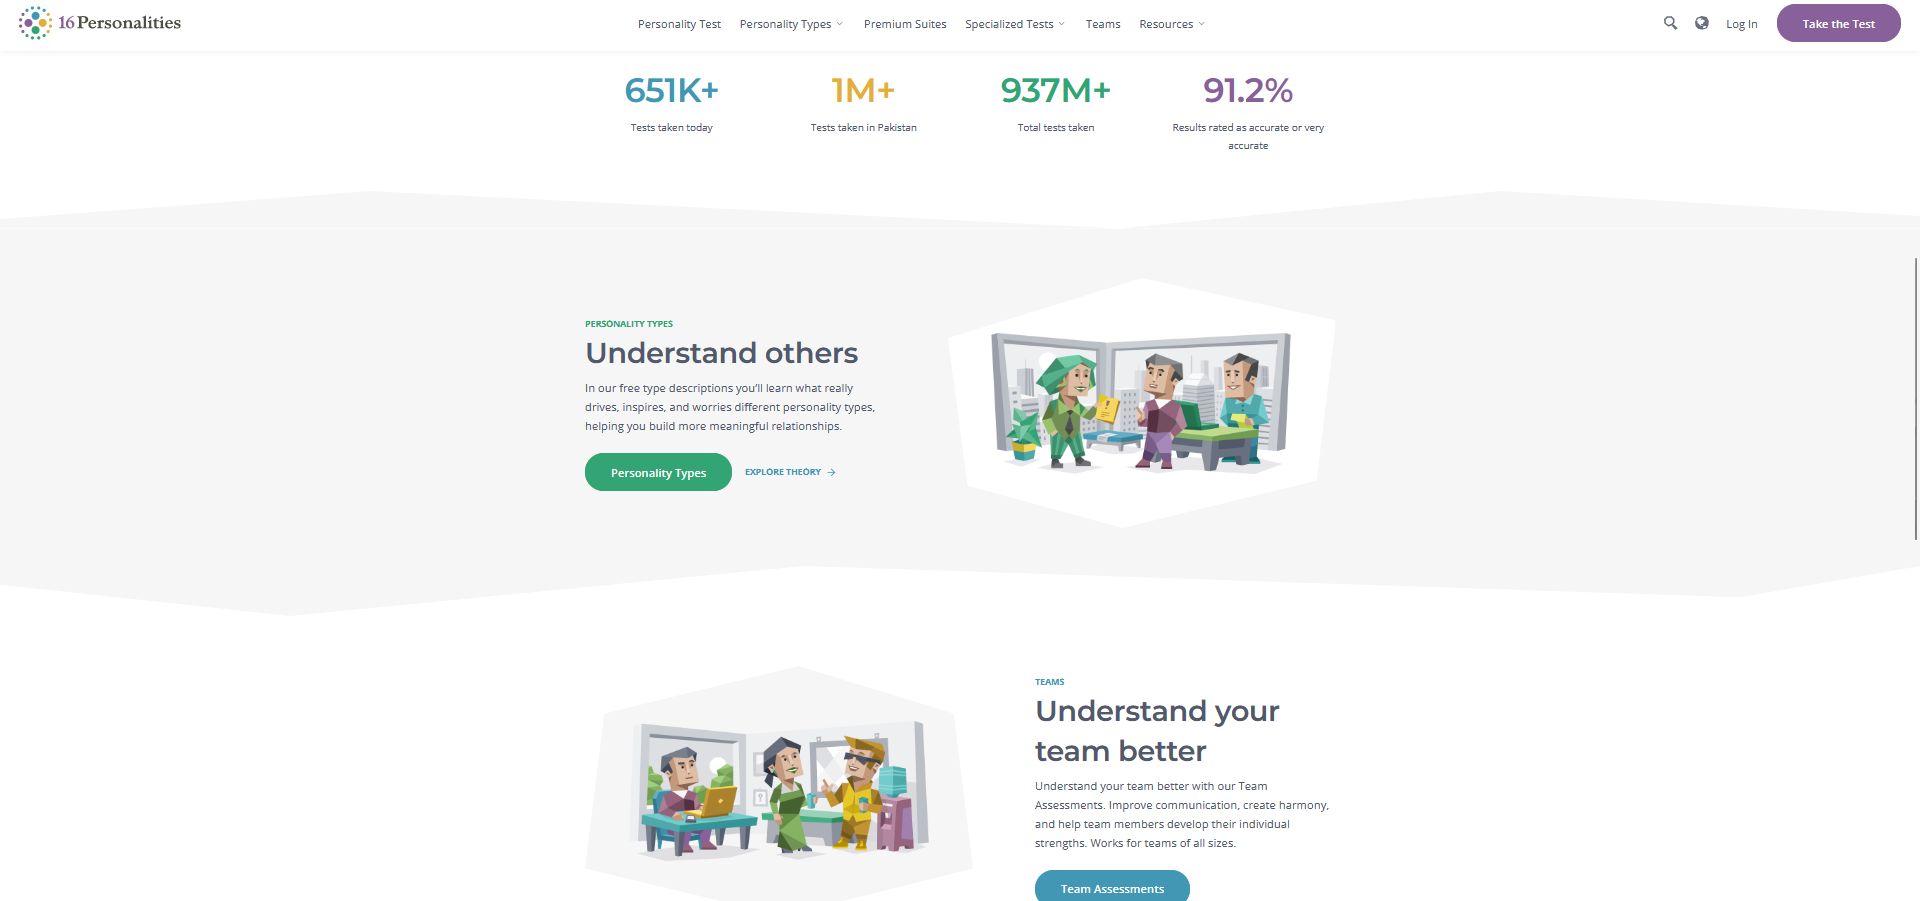 16Personalities
Personality Test
Personality Types
Premium Suites
Specialized Tests
Teams
Resources
Log In
Take the Test
651K+
Tests taken today
1M+
Tests taken in Pakistan
937M+
Total tests taken
91.2%
Results rated as accurate or very
accurate
PERSONALITY TYPES
Understand others
In our free type descriptions you’ll learn what really
drives, inspires, and worries different personality types,
helping you build more meaningful relationships.
Personality Types
EXPLORE THEORY →
TEAMS
Understand your
team better
Understand your team better with our Team
Assessments. Improve communication, create harmony,
and help team members develop their individual
strengths. Works for teams of all sizes.
Team Assessments